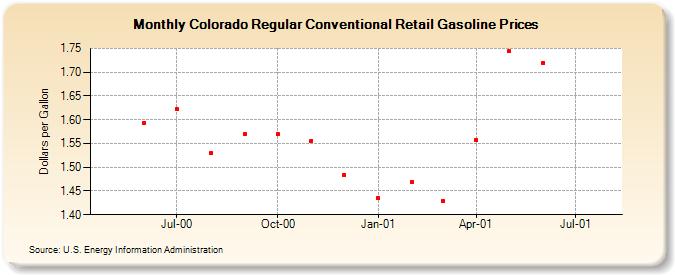 Monthly Colorado Regular Conventional Retail Gasoline Prices
Dollars per Gallon
1.75
1.70
1.65
1.60
1.55
1.50
1.45
1.40
Jul-00 Oct-00 Jan-01 Apr-01 Jul-01
Source: U.S. Energy Information Administration